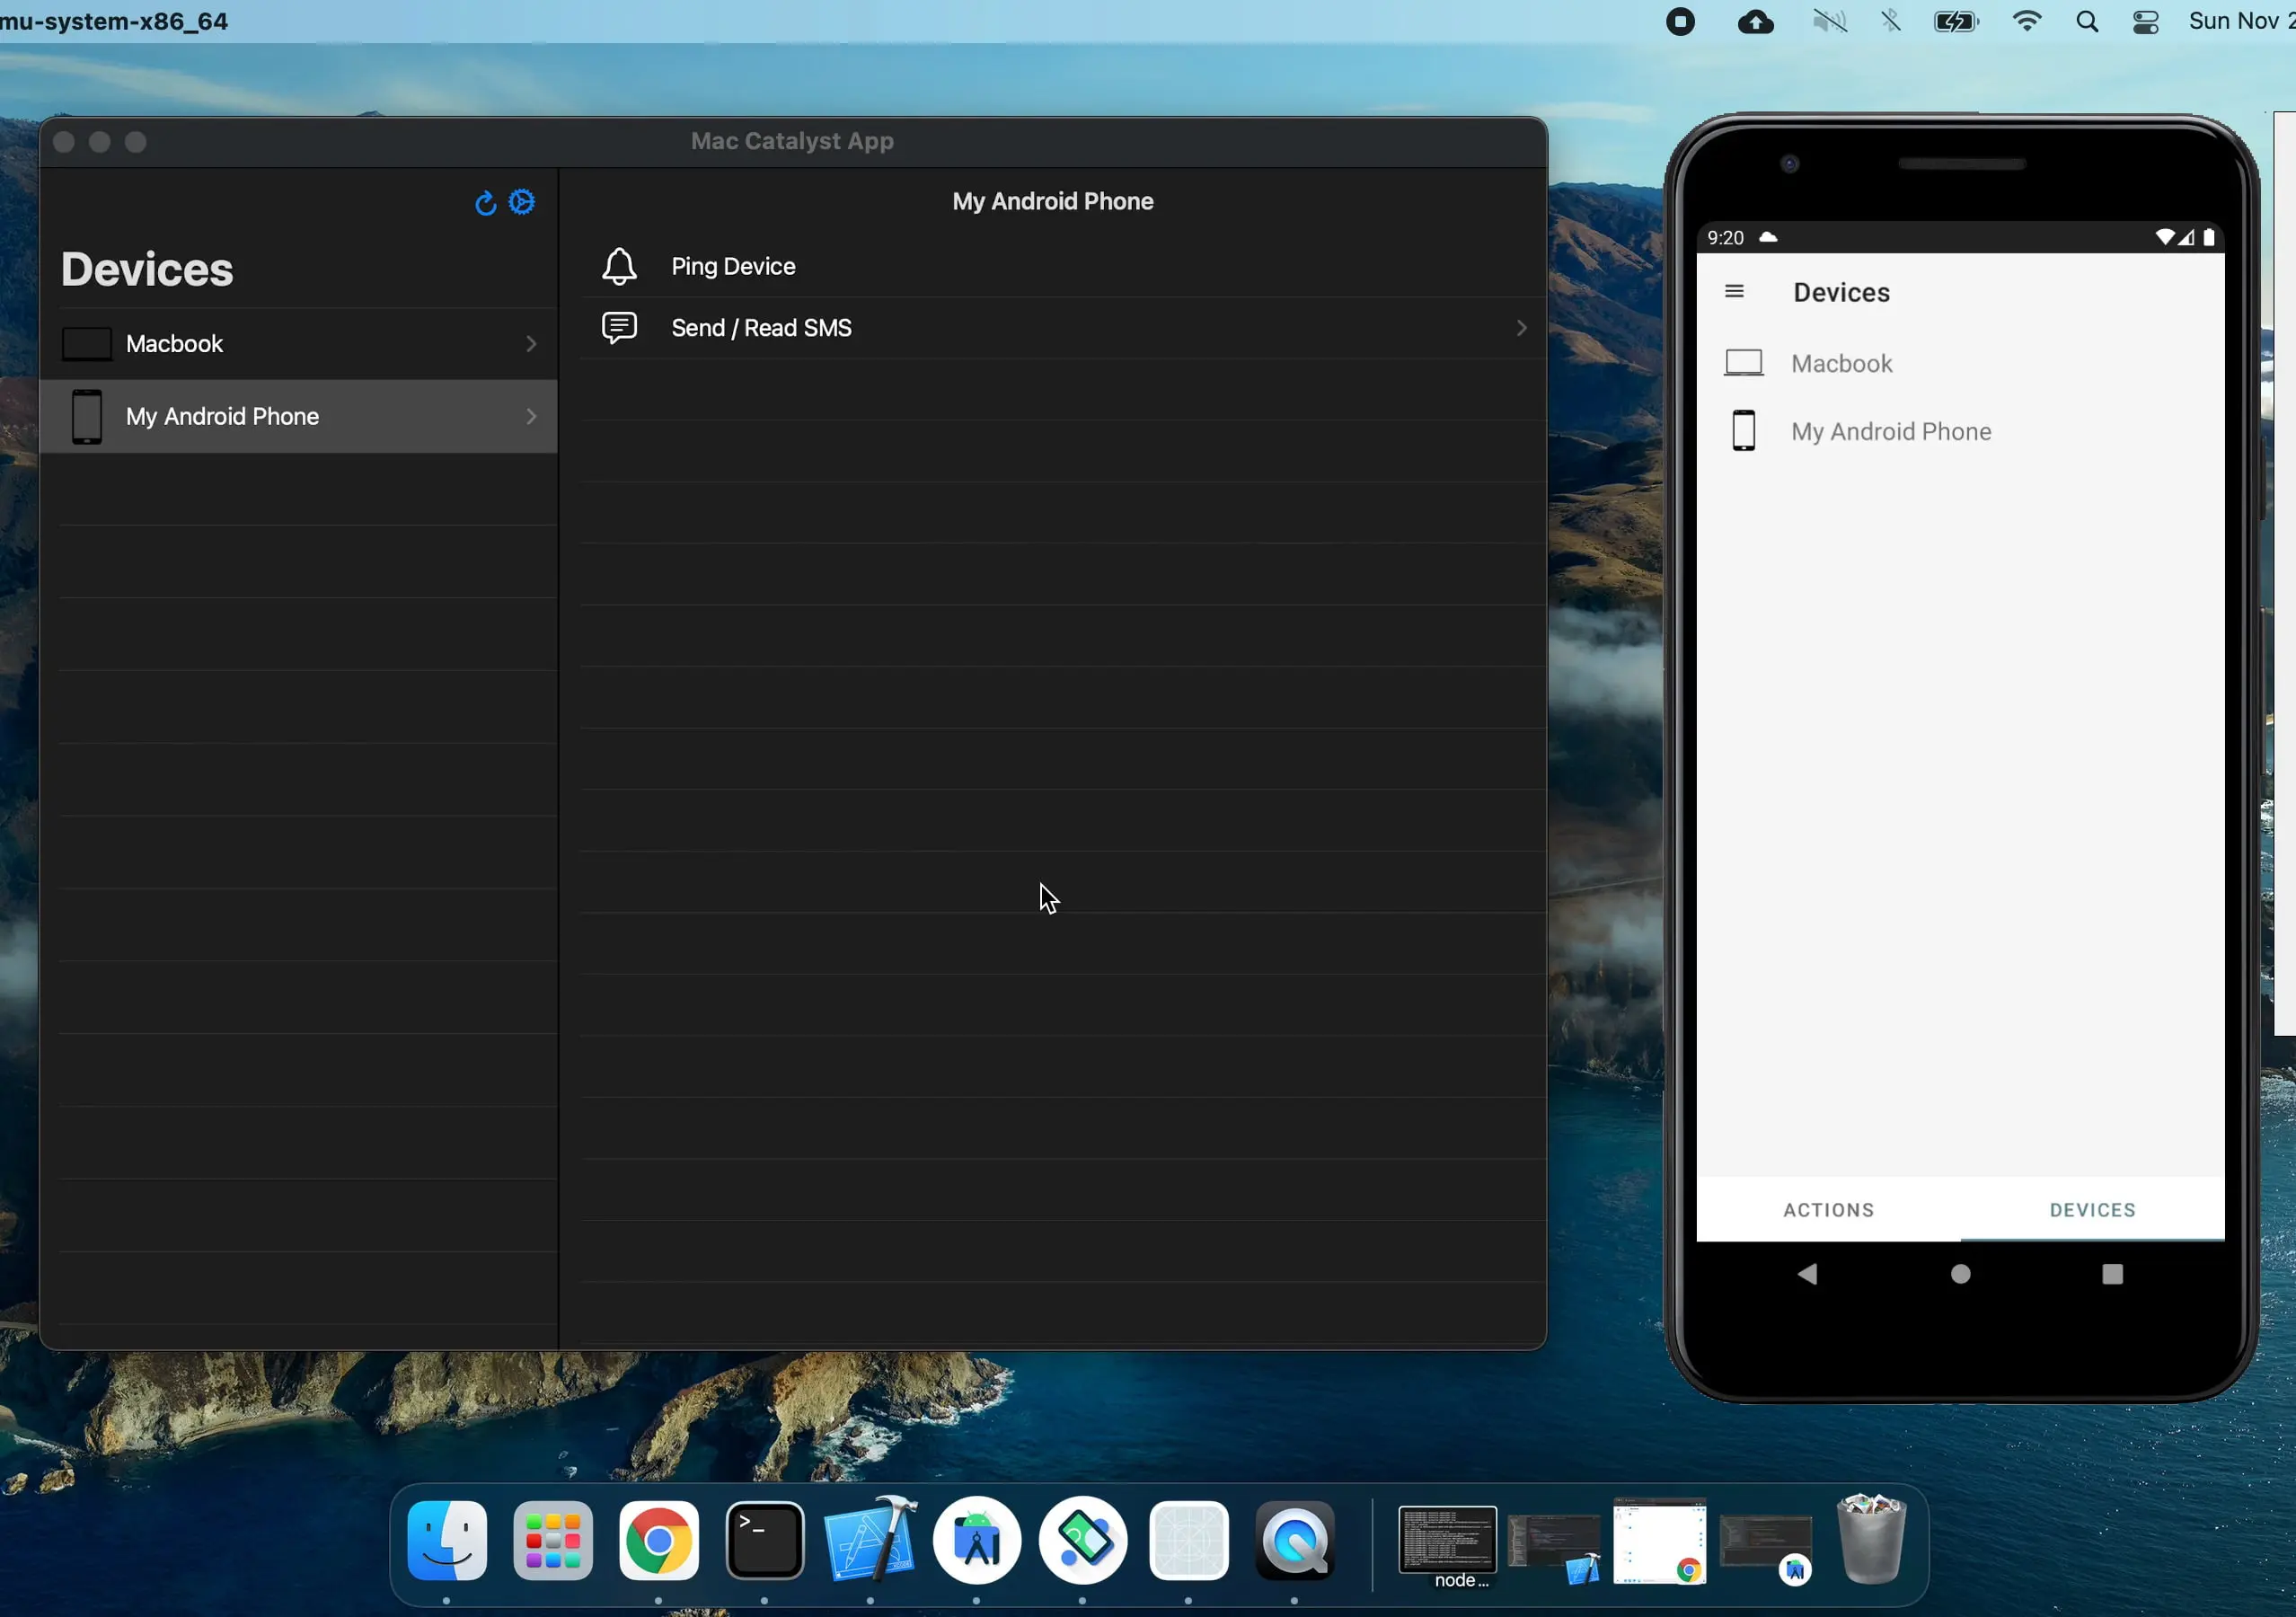 mu-system-x86_64
Sun Nov 2
Mac Catalyst App
Devices
Macbook
My Android Phone
My Android Phone
Ping Device
Send / Read SMS
9:20
Devices
Macbook
My Android Phone
ACTIONS
DEVICES
>_
node ...